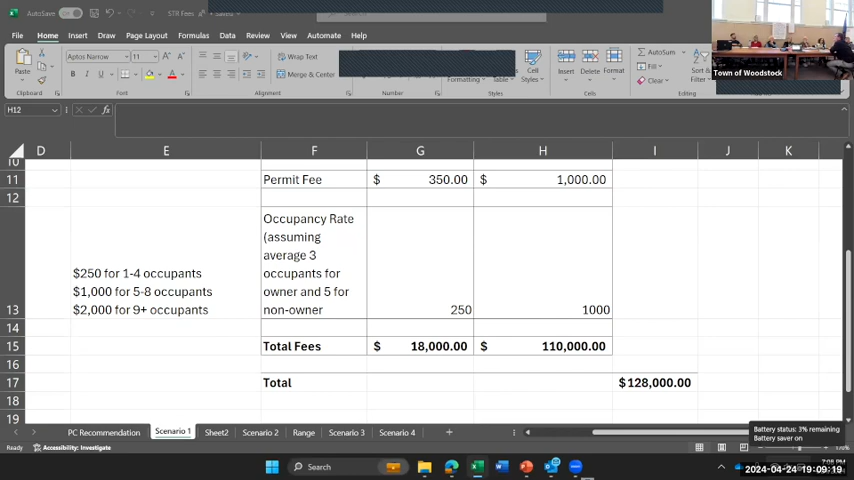 AutoSave
Off
STR Fees
Saved
File
Home
Insert
Draw
Page Layout
Formulas
Data
Review
View
Automate
Help
Paste
Clipboard
Aptos Narrow
11
B I U
Font
Wrap Text
Merge & Center
Alignment
Number
Formatting
Cell
Styles
Styles
Insert
Delete
Format
Cells
AutoSum
Fill
Clear
Editing
Town of Woodstock
H12
fx
D E F G H I J K
10
11 Permit Fee $ 350.00 $ 1,000.00
12
Occupancy Rate
(assuming
average 3
$250 for 1-4 occupants occupants for
$1,000 for 5-8 occupants owner and 5 for
13 $2,000 for 9+ occupants non-owner 250 1000
14
15 Total Fees $ 18,000.00 $ 110,000.00
16
17 Total $128,000.00
18
19
PC Recommendation
Scenario 1
Sheet2
Scenario 2
Range
Scenario 3
Scenario 4
Battery status: 3% remaining
Battery saver on
Ready
Accessibility: Investigate
170%
Search
2024-04-24 19:09:19